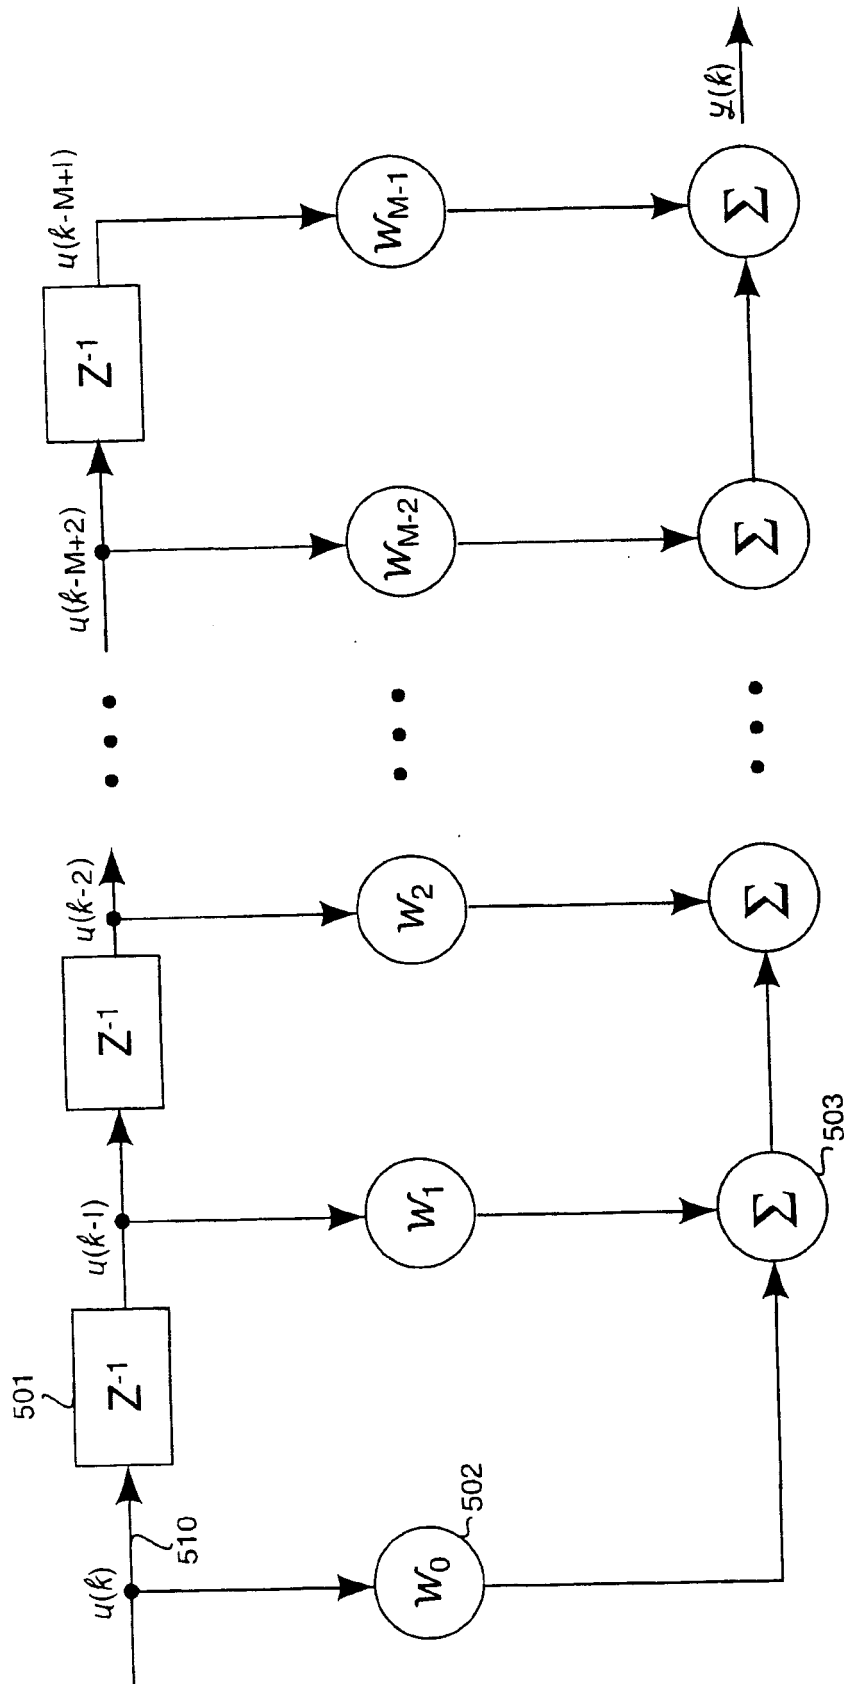 501
u(k)
510
Z-1
u(k-1)
Z-1
u(k-2)
u(k-M+2)
Z-1
u(k-M+1)
W0
502
W1
W2
WM-2
WM-1
Σ
503
Σ
Σ
Σ
y(k)